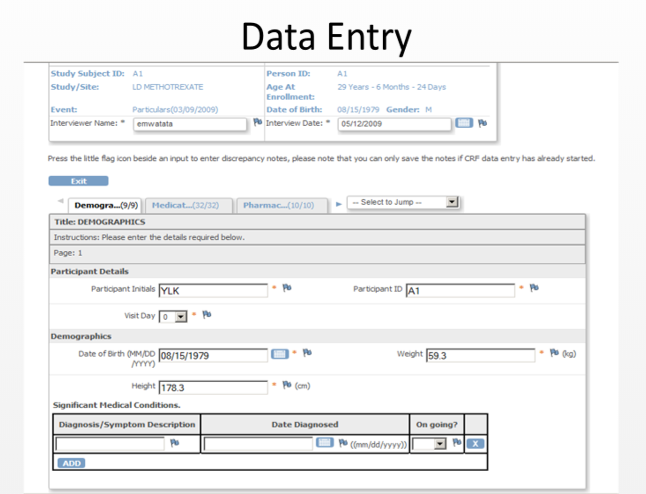 Data Entry
Study Subject ID: A1 Person ID: A1
Study/Site: LD METHOTREXATE Age At Enrollment: 29 Years - 6 Months - 24 Days
Event: Particulars(03/09/2009) Date of Birth: 08/15/1979 Gender: M
Interviewer Name: * emwatata Interview Date: * 05/12/2009
Press the little flag icon beside an input to enter discrepancy notes, please note that you can only save the notes if CRF data entry has already started.
Exit
Demogra...(9/9) Medicat...(32/32) Pharmac...(10/10) -- Select to Jump --
Title: DEMOGRAPHICS
Instructions: Please enter the details required below.
Page: 1
Participant Details
Participant Initials YLK * Participant ID A1 *
Visit Day 0 *
Demographics
Date of Birth (MM/DD/YYYY) 08/15/1979 * Weight 59.3 * (kg)
Height 178.3 * (cm)
Significant Medical Conditions.
Diagnosis/Symptom Description Date Diagnosed On going?
((mm/dd/yyyy)) X
ADD